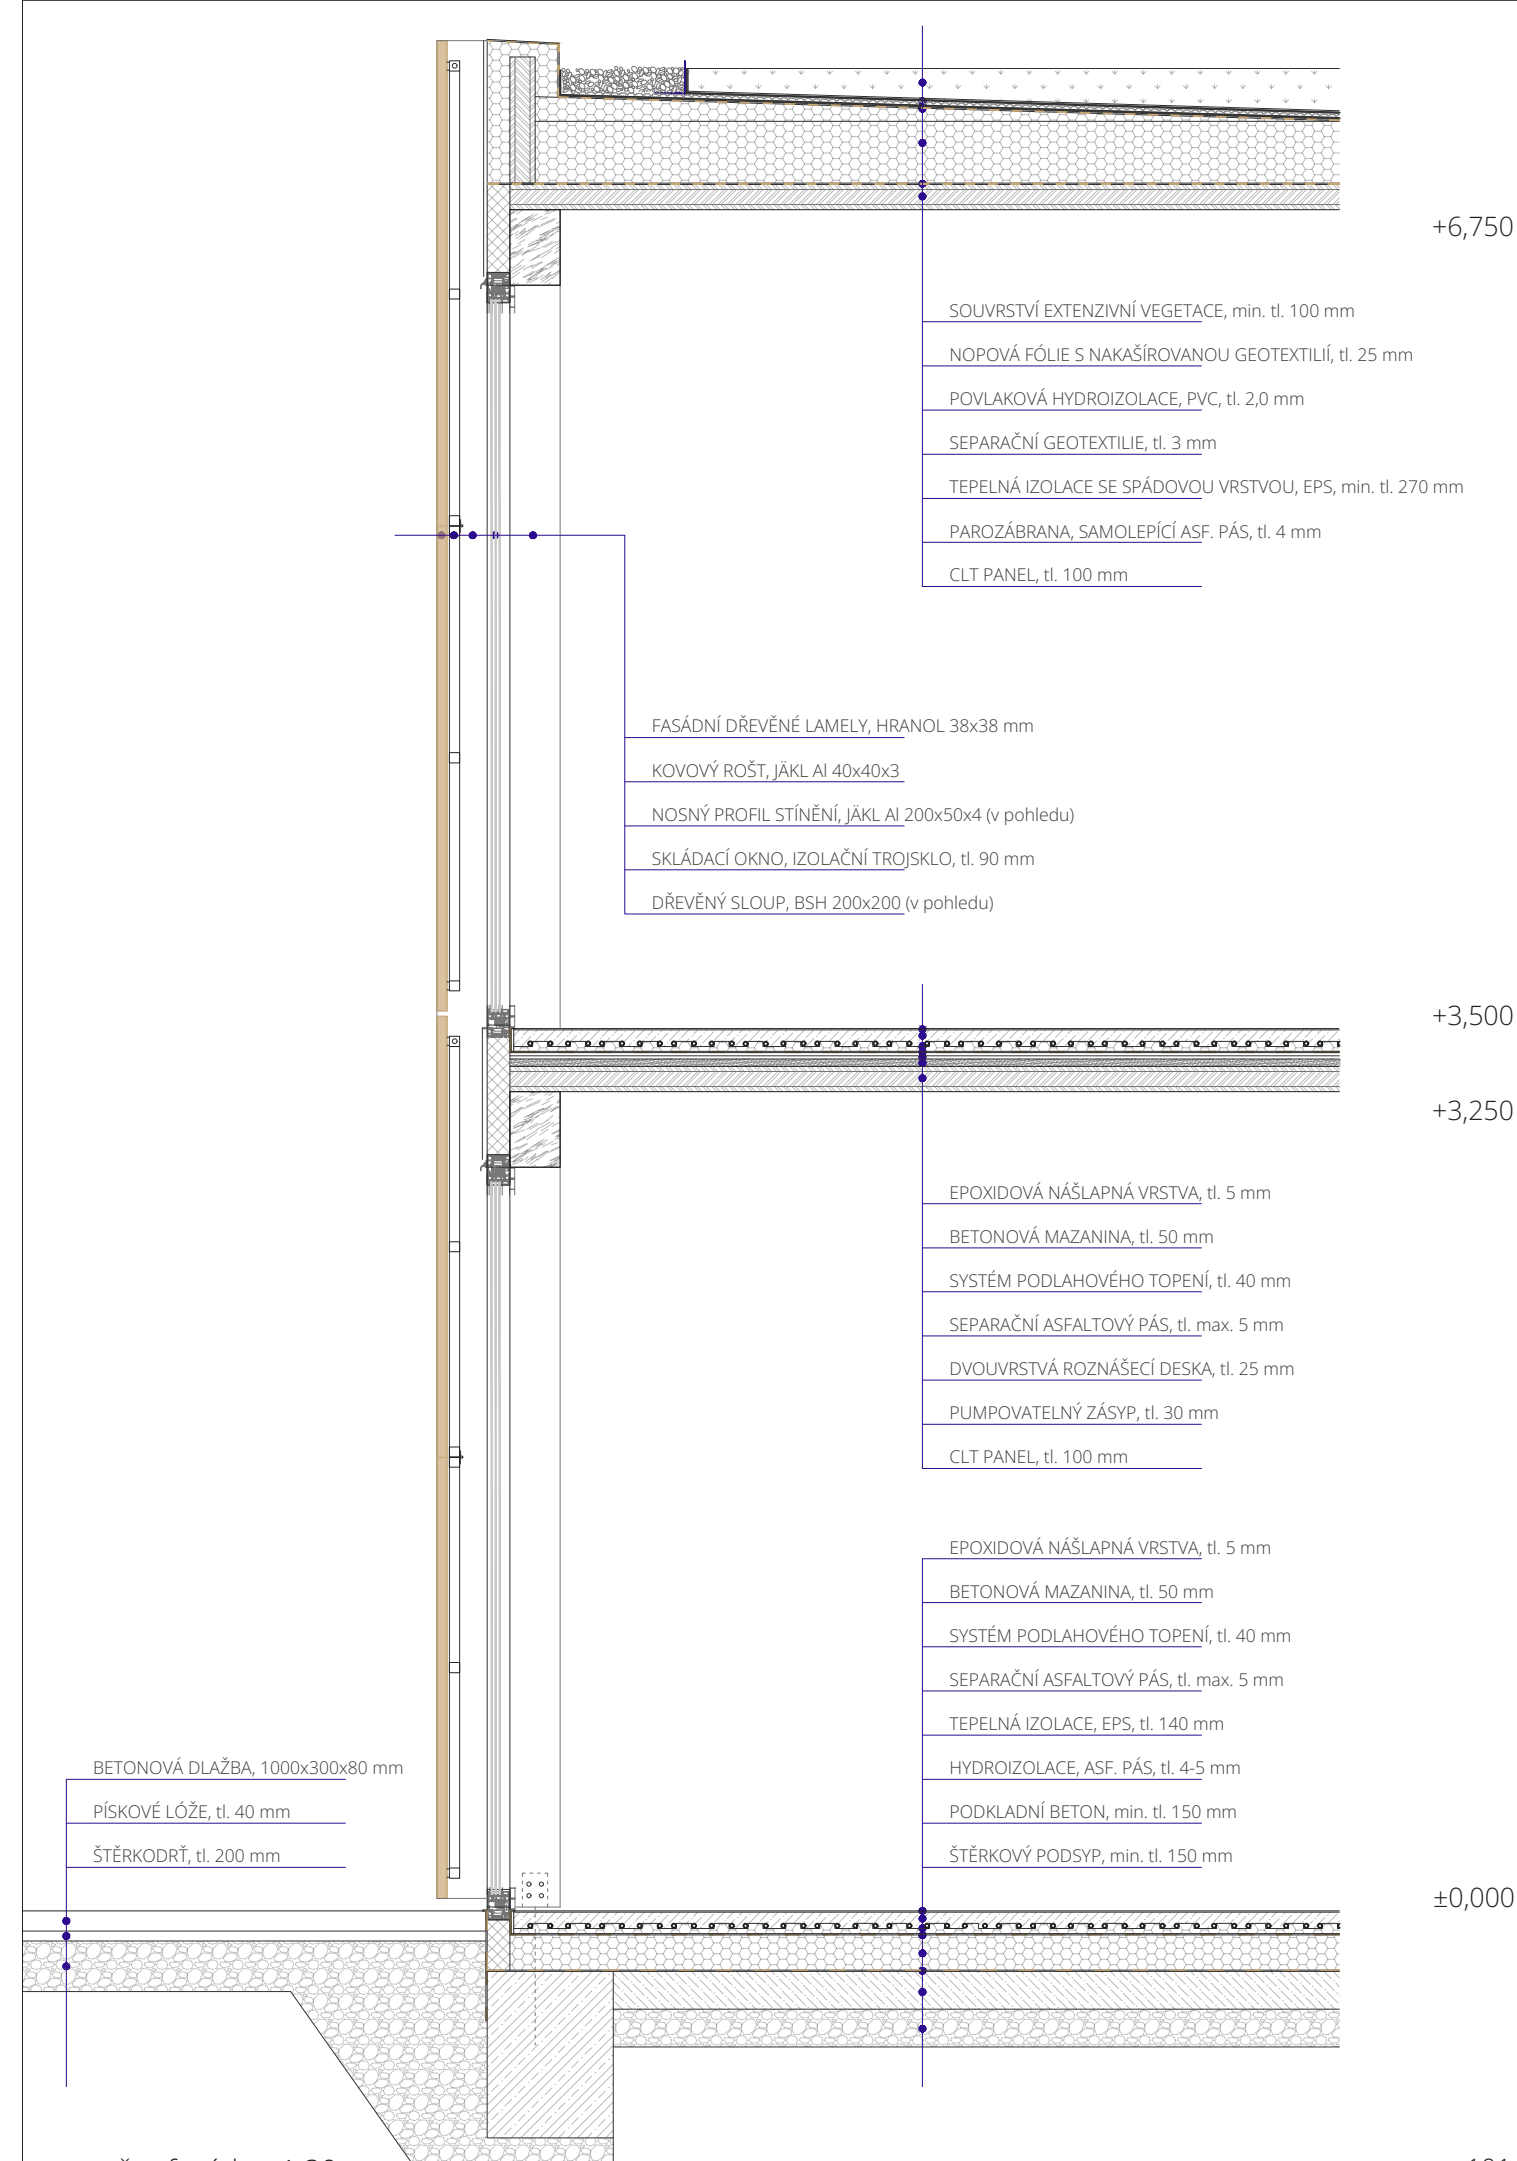 +6,750
SOUVRSTVÍ EXTENZIVNÍ VEGETACE, min. tl. 100 mm
NOPOVÁ FÓLIE S NAKAŠÍROVANOU GEOTEXTILIÍ, tl. 25 mm
POVLAKOVÁ HYDROIZOLACE, PVC, tl. 2,0 mm
SEPARAČNÍ GEOTEXTILIE, tl. 3 mm
TEPELNÁ IZOLACE SE SPÁDOVOU VRSTVOU, EPS, min. tl. 270 mm
PAROZÁBRANA, SAMOLEPÍCÍ ASF. PÁS, tl. 4 mm
CLT PANEL, tl. 100 mm
FASÁDNÍ DŘEVĚNÉ LAMELY, HRANOL 38x38 mm
KOVOVÝ ROŠT, JÄKL Al 40x40x3
NOSNÝ PROFIL STÍNĚNÍ, JÄKL Al 200x50x4 (v pohledu)
SKLÁDACÍ OKNO, IZOLAČNÍ TROJSKLO, tl. 90 mm
DŘEVĚNÝ SLOUP, BSH 200x200 (v pohledu)
+3,500
+3,250
EPOXIDOVÁ NÁŠLAPNÁ VRSTVA, tl. 5 mm
BETONOVÁ MAZANINA, tl. 50 mm
SYSTÉM PODLAHOVÉHO TOPENÍ, tl. 40 mm
SEPARAČNÍ ASFALTOVÝ PÁS, tl. max. 5 mm
DVOUVRSTVÁ ROZNÁŠECÍ DESKA, tl. 25 mm
PUMPOVATELNÝ ZÁSYP, tl. 30 mm
CLT PANEL, tl. 100 mm
EPOXIDOVÁ NÁŠLAPNÁ VRSTVA, tl. 5 mm
BETONOVÁ MAZANINA, tl. 50 mm
SYSTÉM PODLAHOVÉHO TOPENÍ, tl. 40 mm
SEPARAČNÍ ASFALTOVÝ PÁS, tl. max. 5 mm
TEPELNÁ IZOLACE, EPS, tl. 140 mm
HYDROIZOLACE, ASF. PÁS, tl. 4-5 mm
PODKLADNÍ BETON, min. tl. 150 mm
ŠTĚRKOVÝ PODSYP, min. tl. 150 mm
BETONOVÁ DLAŽBA, 1000x300x80 mm
PÍSKOVÉ LÓŽE, tl. 40 mm
ŠTĚRKODRŤ, tl. 200 mm
±0,000